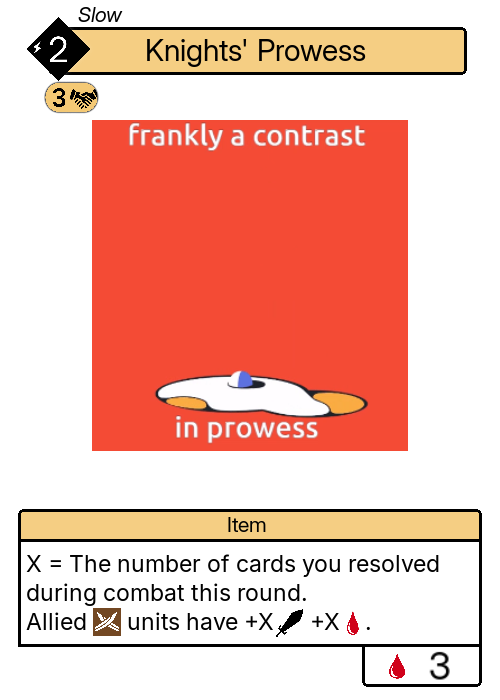 Slow
2
Knights' Prowess
3
frankly a contrast
in prowess
Item
X = The number of cards you resolved
during combat this round.
Allied units have +X +X .
3